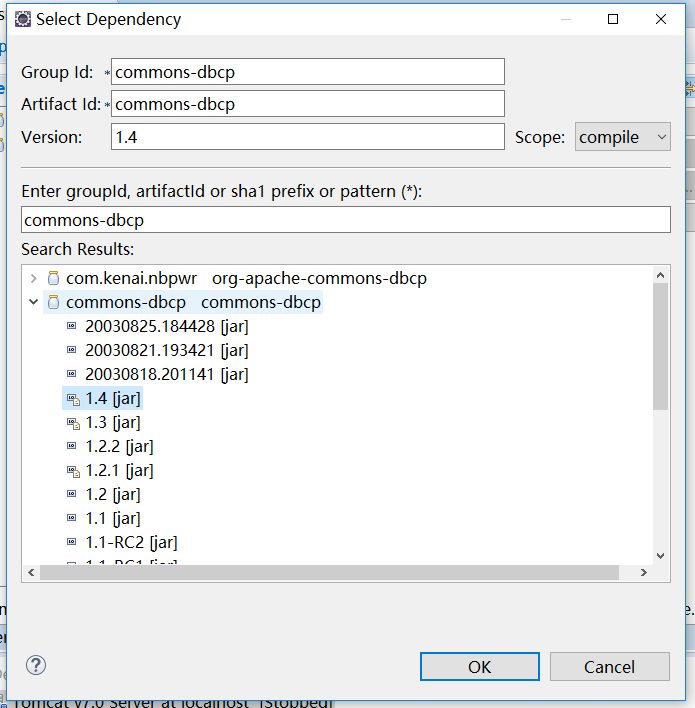 Select Dependency
Group Id: * commons-dbcp
Artifact Id: * commons-dbcp
Version: 1.4 Scope: compile
Enter groupId, artifactId or sha1 prefix or pattern (*):
commons-dbcp
Search Results:
com.kenai.nbpwr org-apache-commons-dbcp
commons-dbcp commons-dbcp
20030825.184428 [jar]
20030821.193421 [jar]
20030818.201141 [jar]
1.4 [jar]
1.3 [jar]
1.2.2 [jar]
1.2.1 [jar]
1.2 [jar]
1.1 [jar]
1.1-RC2 [jar]
1.1-RC1 [jar]
? OK Cancel
Tomcat v7.0 Server at localhost [Stopped]